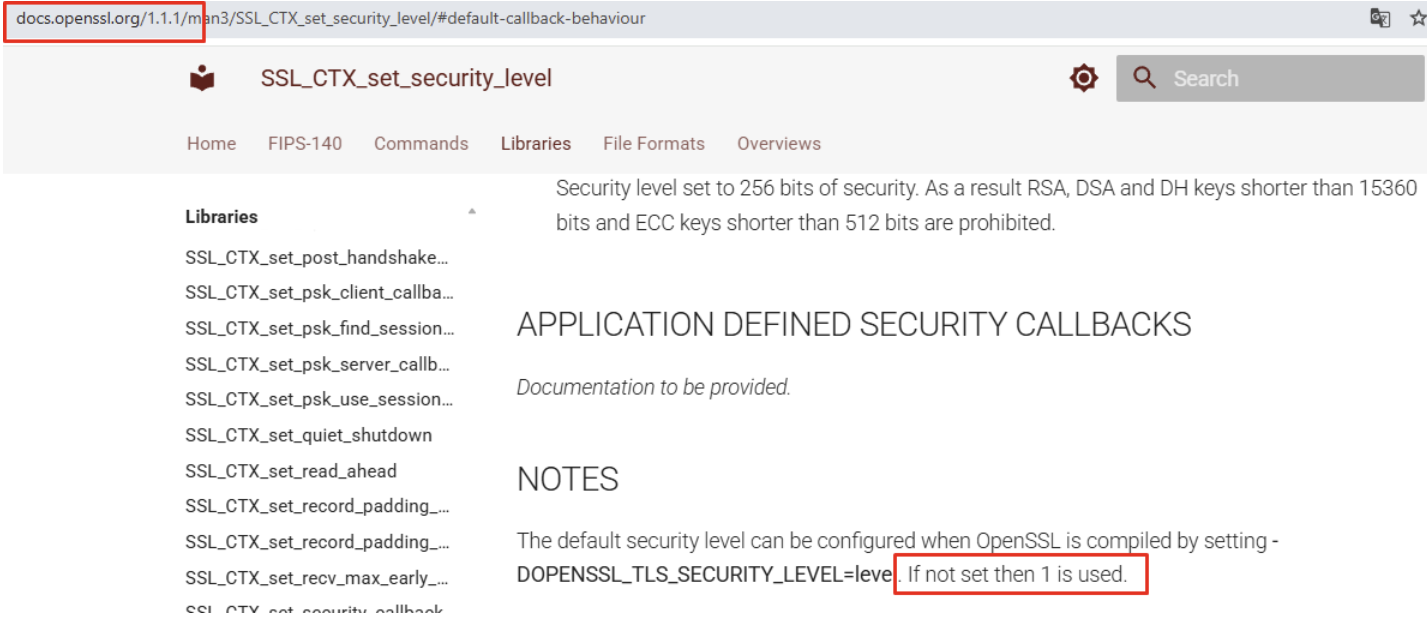 docs.openssl.org/1.1.1/man3/SSL_CTX_set_security_level/#default-callback-behaviour
SSL_CTX_set_security_level
Search
Home FIPS-140 Commands Libraries File Formats Overviews
Libraries
SSL_CTX_set_post_handshake...
SSL_CTX_set_psk_client_callba...
SSL_CTX_set_psk_find_session...
SSL_CTX_set_psk_server_callb...
SSL_CTX_set_psk_use_session...
SSL_CTX_set_quiet_shutdown
SSL_CTX_set_read_ahead
SSL_CTX_set_record_padding_...
SSL_CTX_set_record_padding_...
SSL_CTX_set_recv_max_early_...
SSL_CTX_set_security_callback
Security level set to 256 bits of security. As a result RSA, DSA and DH keys shorter than 15360
bits and ECC keys shorter than 512 bits are prohibited.
APPLICATION DEFINED SECURITY CALLBACKS
Documentation to be provided.
NOTES
The default security level can be configured when OpenSSL is compiled by setting -
DOPENSSL_TLS_SECURITY_LEVEL=level. If not set then 1 is used.